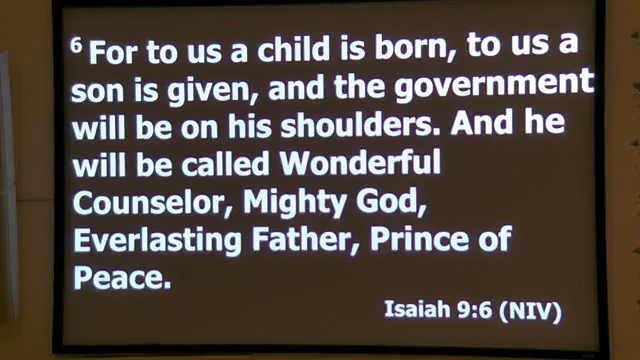 6 For to us a child is born, to us a
son is given, and the government
will be on his shoulders. And he
will be called Wonderful
Counselor, Mighty God,
Everlasting Father, Prince of
Peace.
Isaiah 9:6 (NIV)